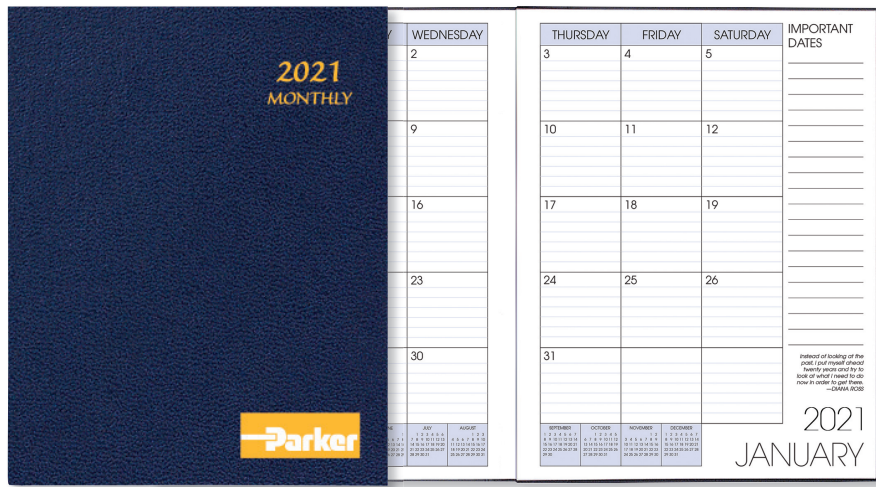 2021
MONTHLY
Parker
Y WEDNESDAY
2
9
16
23
30
JULY AUGUST
THURSDAY FRIDAY SATURDAY
3 4 5
10 11 12
17 18 19
24 25 26
31
IMPORTANT
DATES
Instead of looking at the
past, I put myself ahead
twenty years and try to
look at what I need to do
now in order to get there.
—DIANA ROSS
SEPTEMBER OCTOBER NOVEMBER DECEMBER
2021
JANUARY